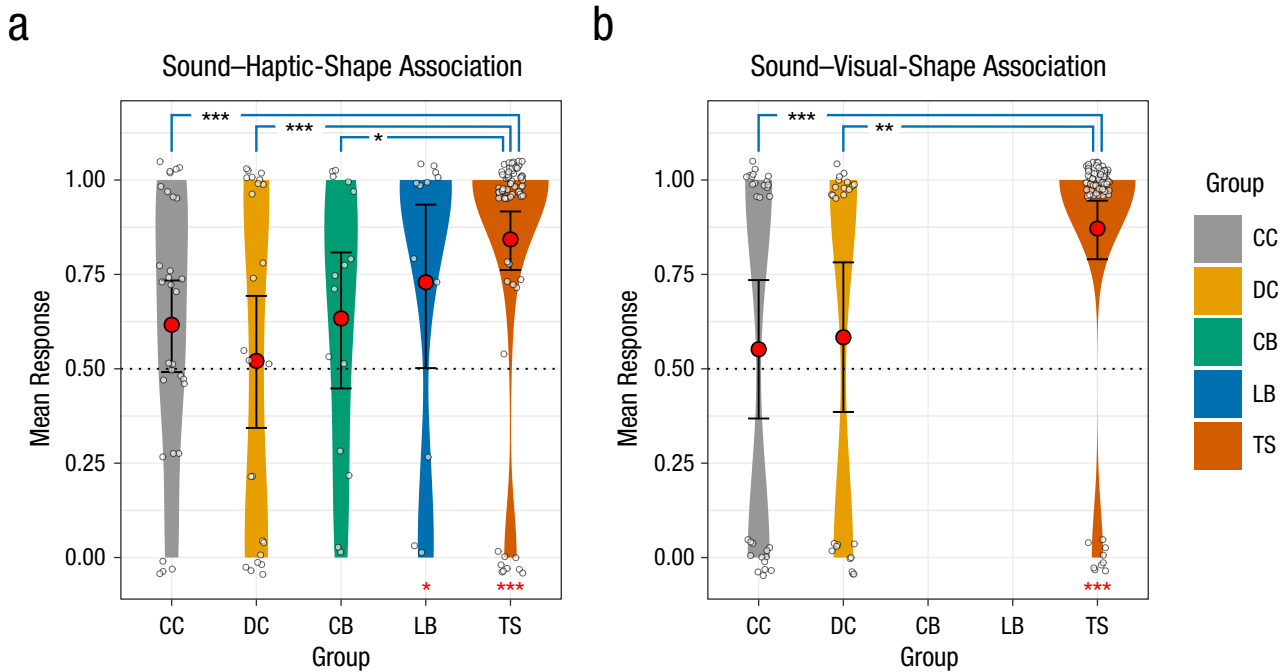 a
Sound–Haptic-Shape Association
***
***
*
1.00
0.75
0.50
0.25
0.00
Mean Response
*
***
CC
DC
CB
LB
TS
Group
b
Sound–Visual-Shape Association
***
**
1.00
0.75
0.50
0.25
0.00
Mean Response
***
CC
DC
CB
LB
TS
Group
Group
CC
DC
CB
LB
TS